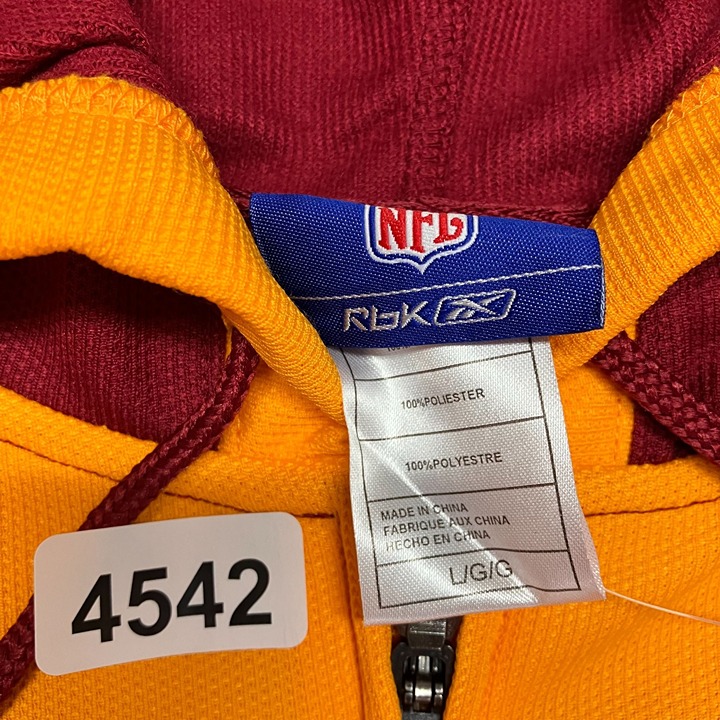 NFL
RbK
100%POLIESTER
100%POLYESTRE
MADE IN CHINA
FABRIQUE AUX CHINA
HECHO EN CHINA
L/G/G
4542